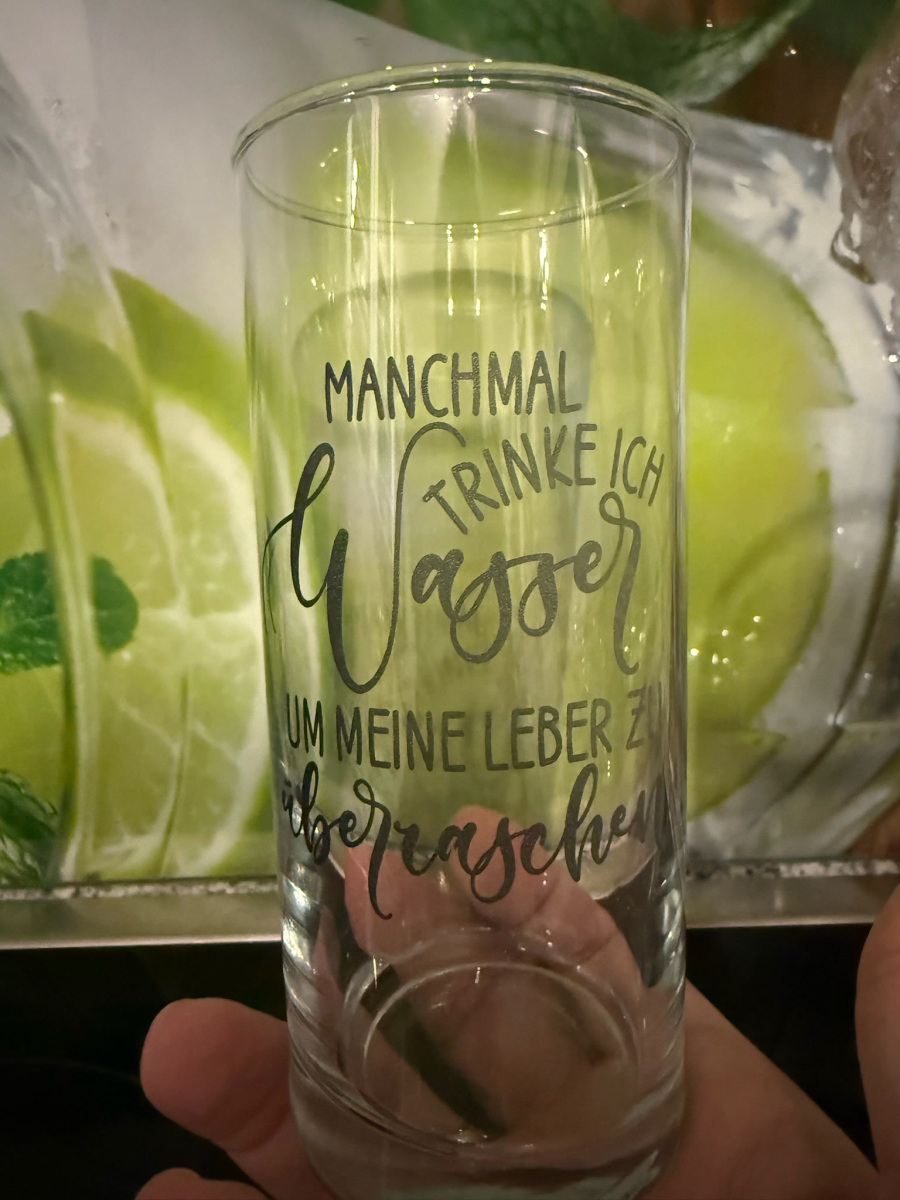 MANCHMAL
TRINKE ICH
Wasser
UM MEINE LEBER ZU
überraschen